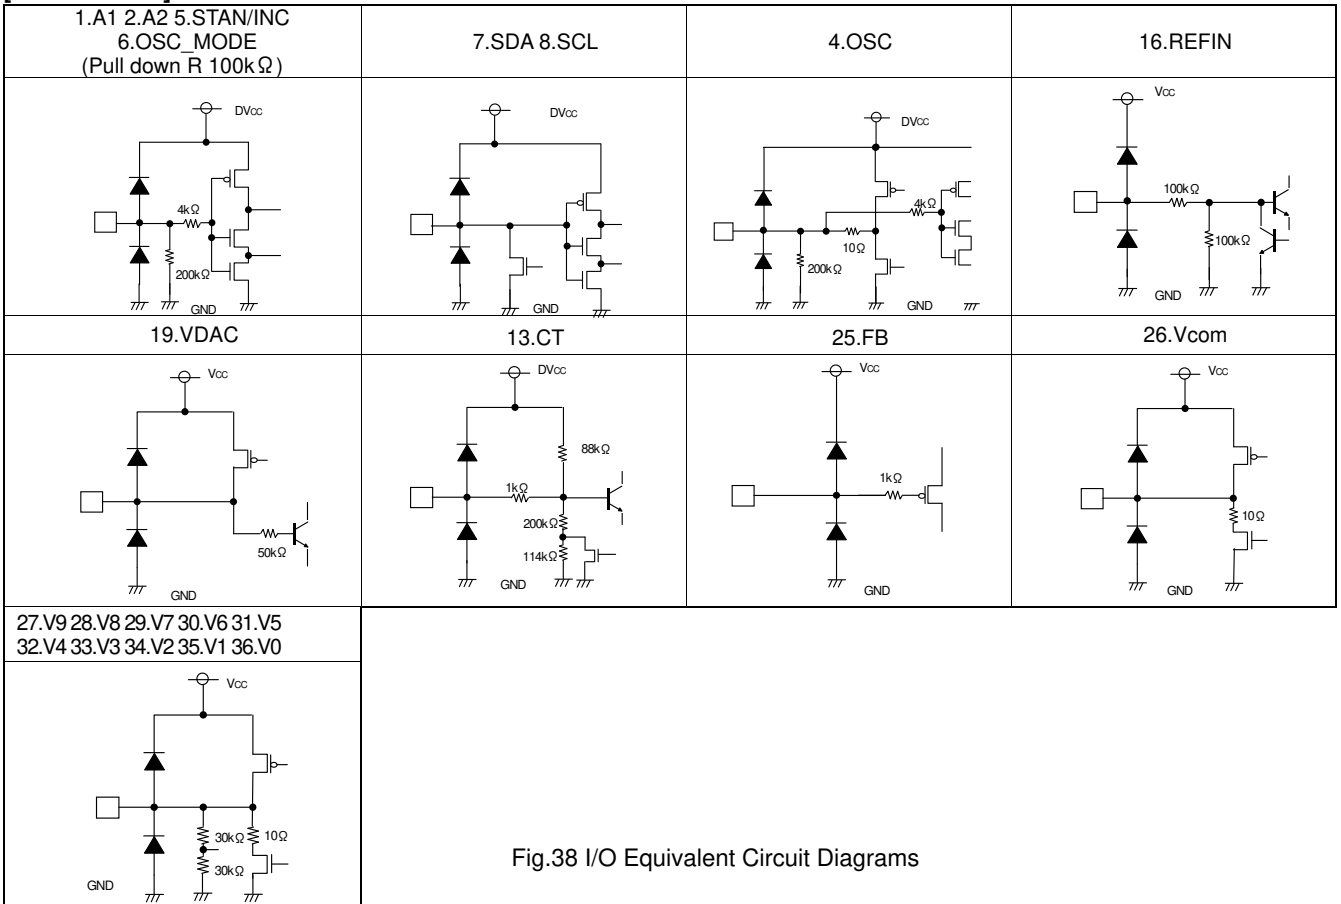 1.A1 2.A2 5.STAN/INC
6.OSC_MODE
(Pull down R 100kΩ)
7.SDA 8.SCL
4.OSC
16.REFIN
DVcc
4kΩ
200kΩ
GND
DVcc
GND
DVcc
4kΩ
10Ω
200kΩ
GND
Vcc
100kΩ
100kΩ
GND
19.VDAC
13.CT
25.FB
26.Vcom
Vcc
50kΩ
GND
DVcc
88kΩ
1kΩ
200kΩ
114kΩ
GND
Vcc
1kΩ
GND
Vcc
10Ω
GND
27.V9 28.V8 29.V7 30.V6 31.V5
32.V4 33.V3 34.V2 35.V1 36.V0
Vcc
30kΩ 10Ω
30kΩ
GND
Fig.38 I/O Equivalent Circuit Diagrams